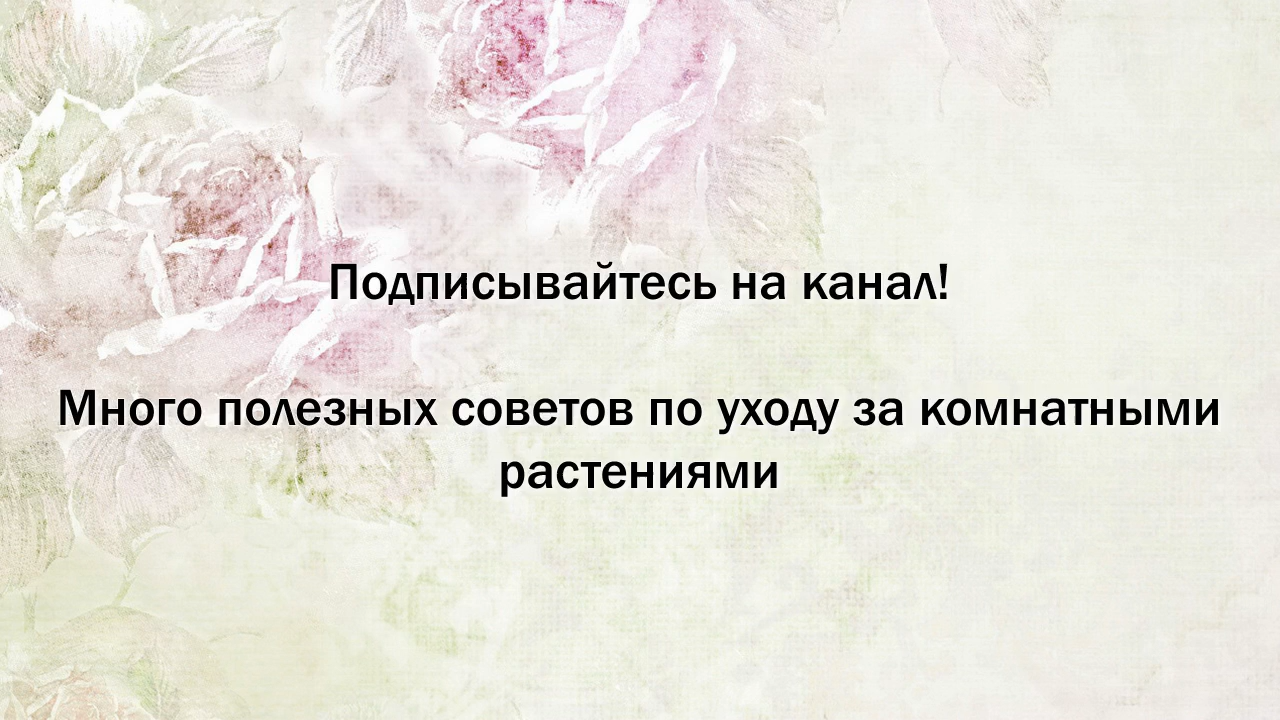 Подписывайтесь на канал!
Много полезных советов по уходу за комнатными
растениями